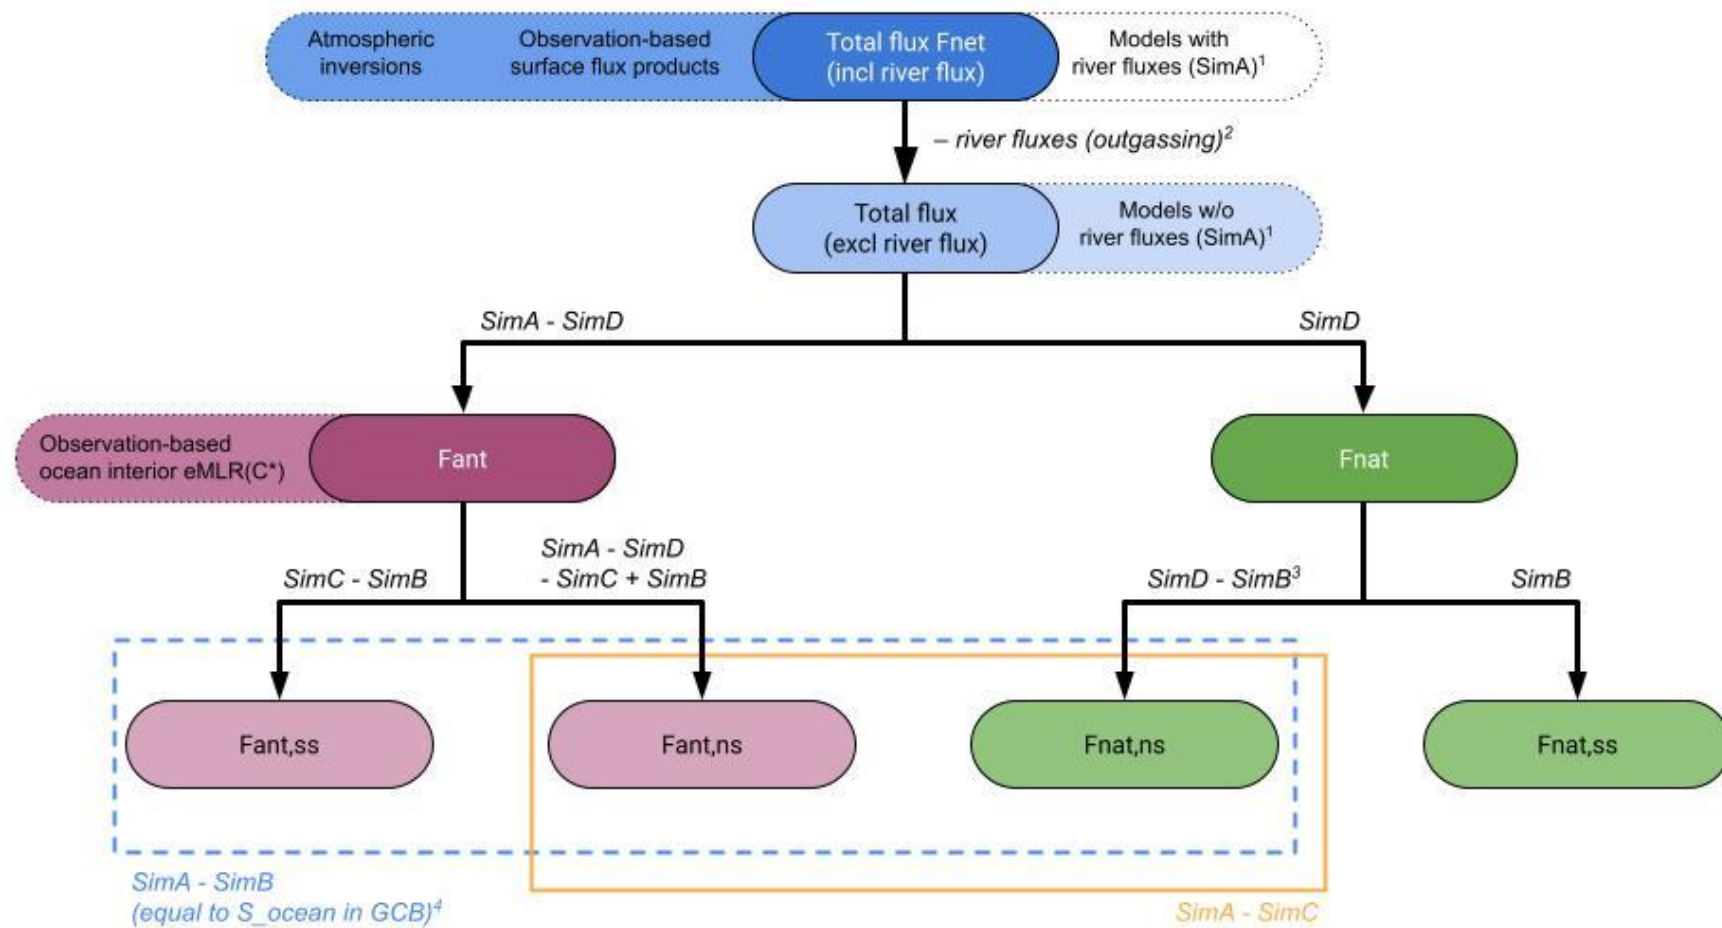 Atmospheric
inversions
Observation-based
surface flux products
Total flux Fnet
(incl river flux)
Models with
river fluxes (SimA)¹
– river fluxes (outgassing)²
Total flux
(excl river flux)
Models w/o
river fluxes (SimA)¹
SimA - SimD
SimD
Observation-based
ocean interior eMLR(C*)
Fant
Fnat
SimC - SimB
SimA - SimD
- SimC + SimB
SimD - SimB³
SimB
Fant,ss
Fant,ns
Fnat,ns
Fnat,ss
SimA - SimB
(equal to S_ocean in GCB)⁴
SimA - SimC